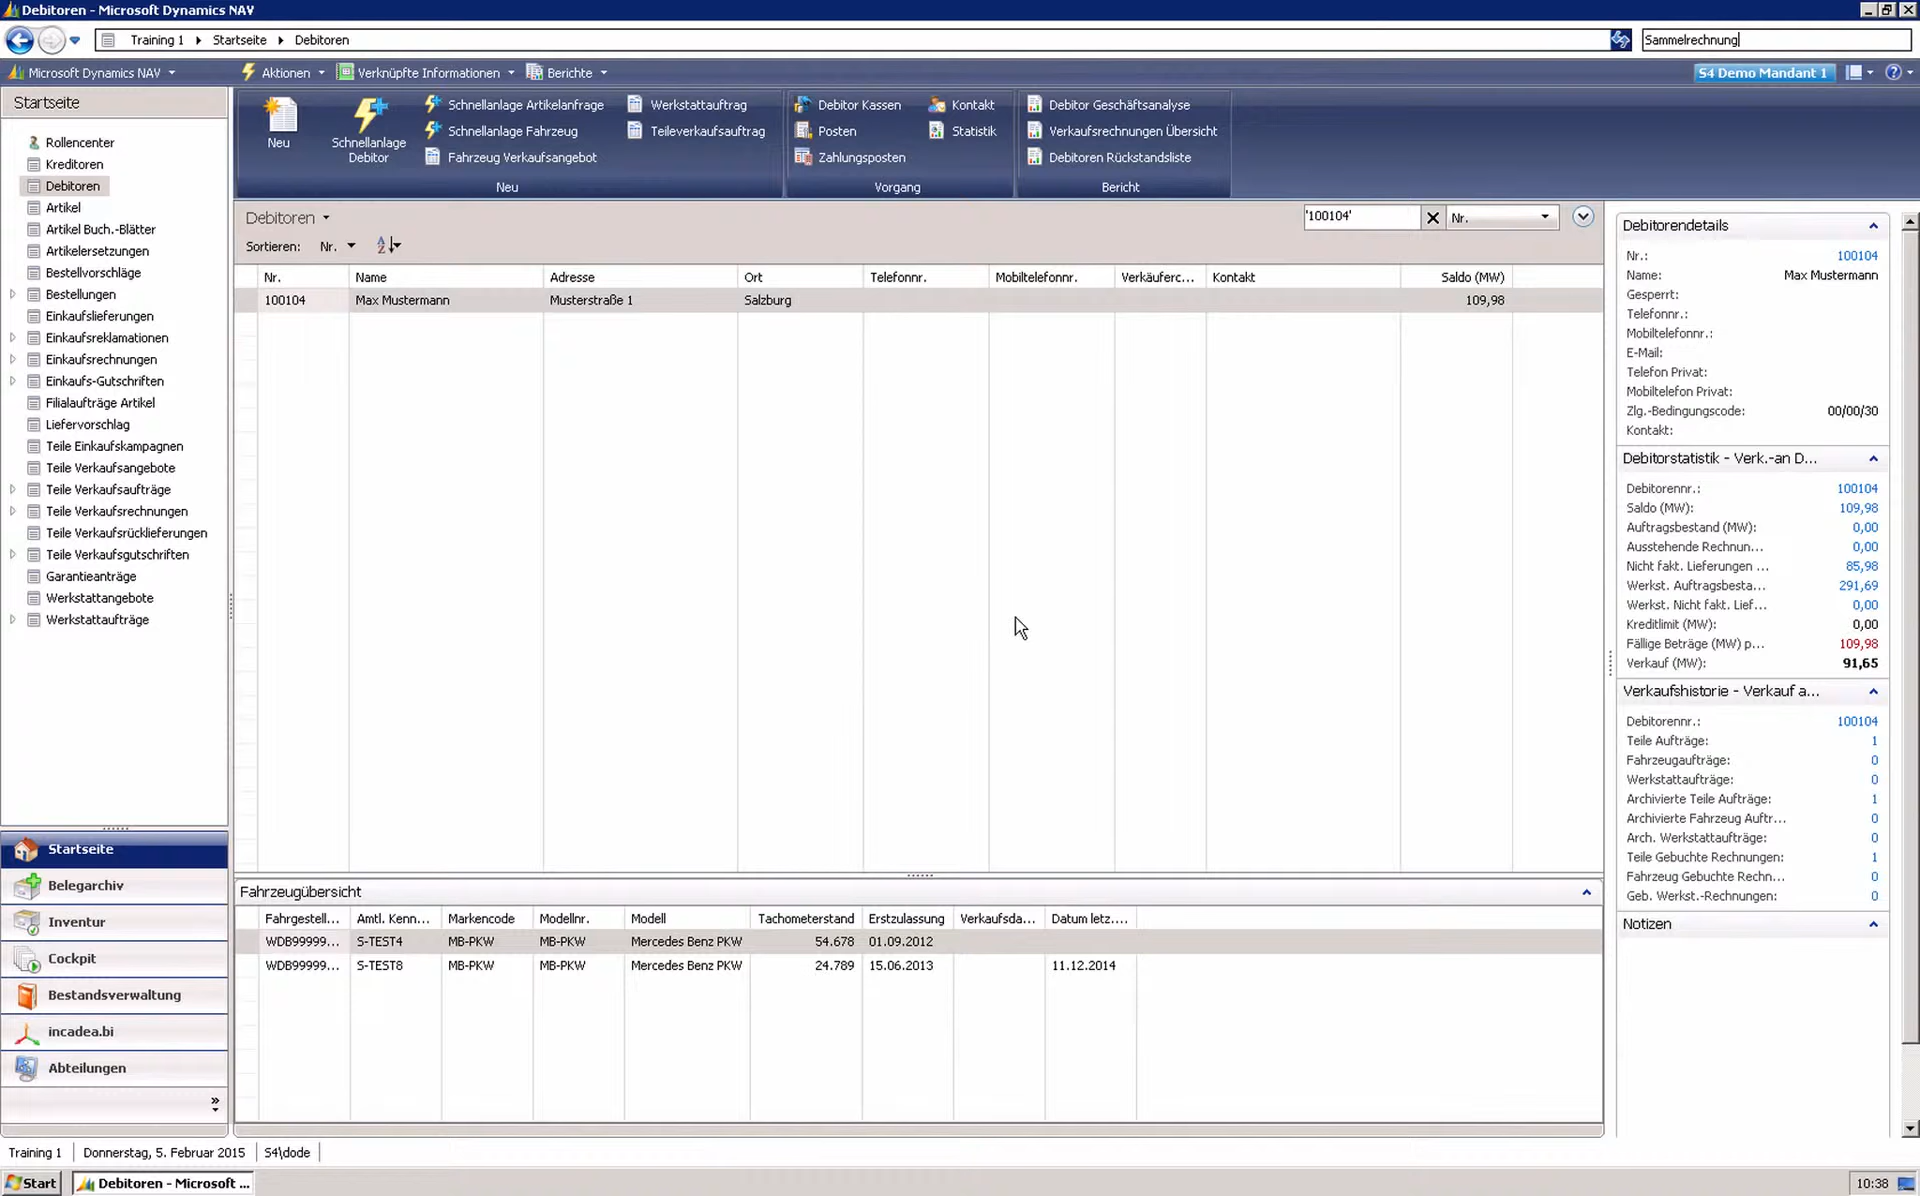 Debitoren - Microsoft Dynamics NAV
Training 1 Startseite Debitoren Sammelrechnung
Microsoft Dynamics NAV Aktionen Verknüpfte Informationen Berichte S4 Demo Mandant 1
Startseite
Rollencenter
Kreditoren
Debitoren
Artikel
Artikel Buch.-Blätter
Artikelersetzungen
Bestellvorschläge
Bestellungen
Einkaufslieferungen
Einkaufsreklamationen
Einkaufsrechnungen
Einkaufs-Gutschriften
Filialaufträge Artikel
Liefervorschlag
Teile Einkaufskampagnen
Teile Verkaufsangebote
Teile Verkaufsaufträge
Teile Verkaufsrechnungen
Teile Verkaufsrücklieferungen
Teile Verkaufsgutschriften
Garantieanträge
Werkstattangebote
Werkstattaufträge
Startseite
Belegarchiv
Inventur
Cockpit
Bestandsverwaltung
incadea.bi
Abteilungen
Neu
Schnellanlage
Debitor
Schnellanlage Artikelanfrage
Schnellanlage Fahrzeug
Fahrzeug Verkaufsangebot
Werkstattauftrag
Teileverkaufsauftrag
Neu
Debitor Kassen
Posten
Zahlungsposten
Kontakt
Statistik
Vorgang
Debitor Geschäftsanalyse
Verkaufsrechnungen Übersicht
Debitoren Rückstandsliste
Bericht
Debitoren '100104' Nr.
Sortieren: Nr.
Nr. Name Adresse Ort Telefonnr. Mobiltelefonnr. Verkäuferc... Kontakt Saldo (MW)
100104 Max Mustermann Musterstraße 1 Salzburg 109,98
Fahrzeugübersicht
Fahrgestell... Amtl. Kenn... Markencode Modellnr. Modell Tachometerstand Erstzulassung Verkaufsda... Datum letz....
WDB99999... S-TEST4 MB-PKW MB-PKW Mercedes Benz PKW 54.678 01.09.2012
WDB99999... S-TEST8 MB-PKW MB-PKW Mercedes Benz PKW 24.789 15.06.2013 11.12.2014
Debitorendetails
Nr.: 100104
Name: Max Mustermann
Gesperrt:
Telefonnr.:
Mobiltelefonnr.:
E-Mail:
Telefon Privat:
Mobiltelefon Privat:
Zlg.-Bedingungscode: 00/00/30
Kontakt:
Debitorstatistik - Verk.-an D...
Debitorennr.: 100104
Saldo (MW): 109,98
Auftragsbestand (MW): 0,00
Ausstehende Rechnun... 0,00
Nicht fakt. Lieferungen ... 85,98
Werkst. Auftragsbesta... 291,69
Werkst. Nicht fakt. Lief... 0,00
Kreditlimit (MW): 0,00
Fällige Beträge (MW) p... 109,98
Verkauf (MW): 91,65
Verkaufshistorie - Verkauf a...
Debitorennr.: 100104
Teile Aufträge: 1
Fahrzeugaufträge: 0
Werkstattaufträge: 0
Archivierte Teile Aufträge: 1
Archivierte Fahrzeug Auftr... 0
Arch. Werkstattaufträge: 0
Teile Gebuchte Rechnungen: 1
Fahrzeug Gebuchte Rechn... 0
Geb. Werkst.-Rechnungen: 0
Notizen
Training 1 Donnerstag, 5. Februar 2015 S4\dode
Start Debitoren - Microsoft ... 10:38